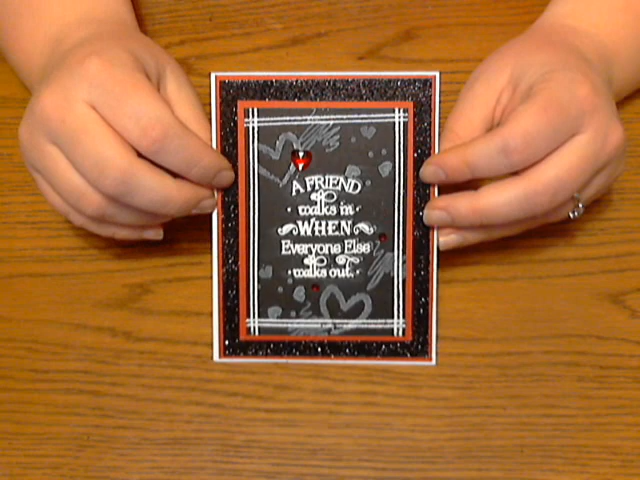 A FRIEND
walks in
WHEN
Everyone Else
walks out.